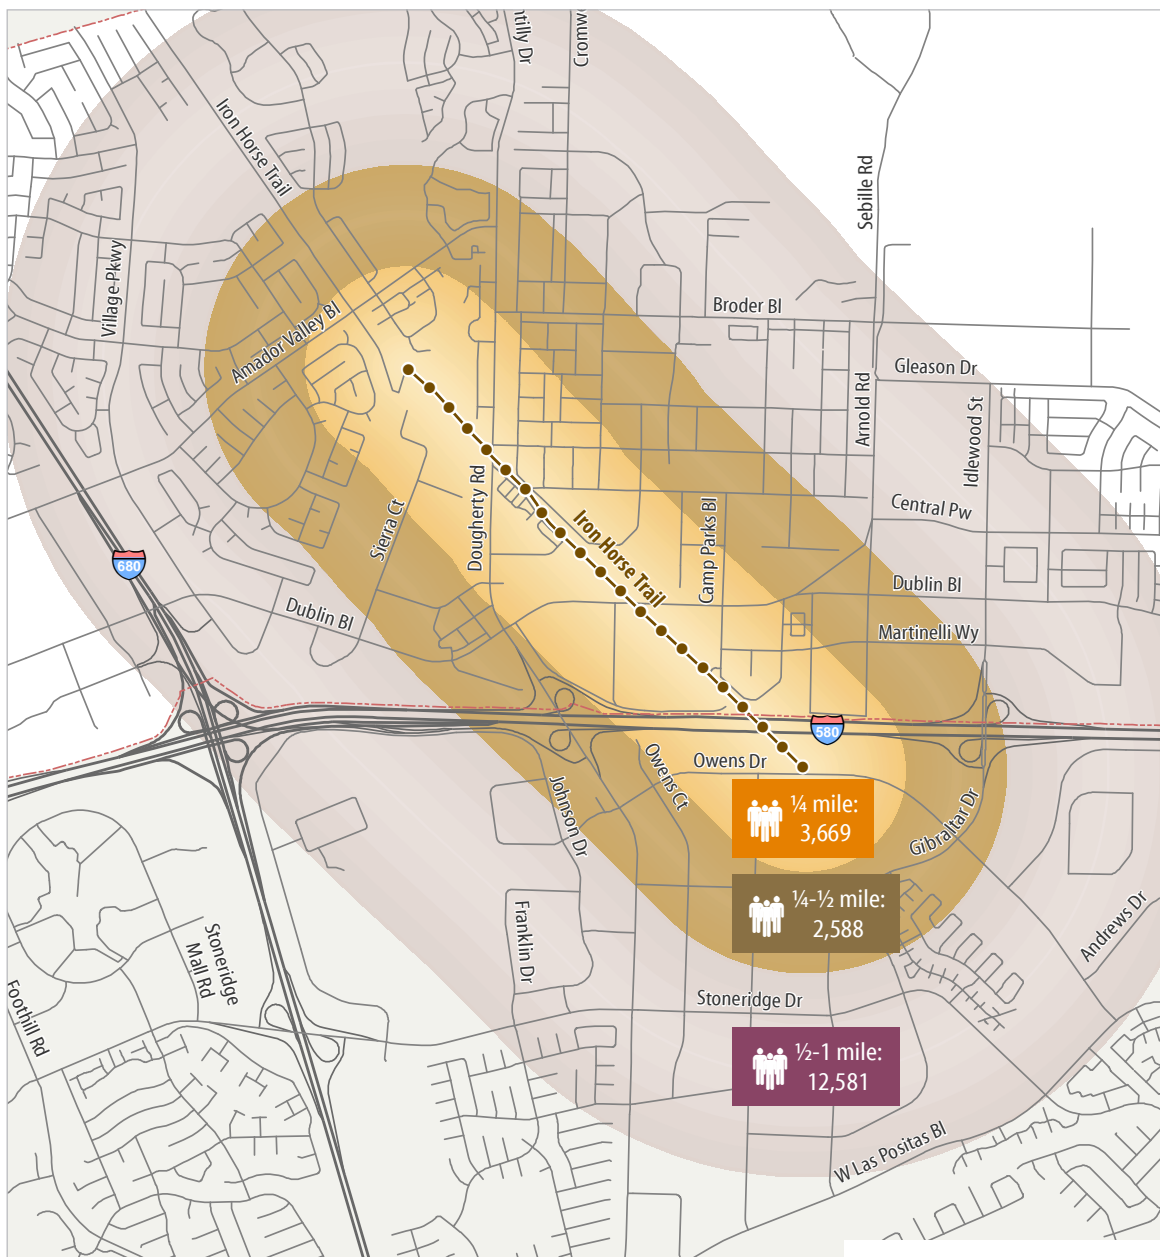 ntilly Dr
Cromw
Iron Horse Trail
Sebille Rd
Village Pkwy
Amador Valley Bl
Broder Bl
Gleason Dr
Arnold Rd
Idlewood St
Dougherty Rd
Sierra Ct
Iron Horse Trail
Camp Parks Bl
Central Pw
680
Dublin Bl
Dublin Bl
Martinelli Wy
580
Owens Dr
Owens Ct
Johnson Dr
¼ mile:
3,669
Gibraltar Dr
¼-½ mile:
2,588
Franklin Dr
Stoneridge
Mall Rd
Andrews Dr
Foothill Rd
Stoneridge Dr
½-1 mile:
12,581
W Las Positas Bl